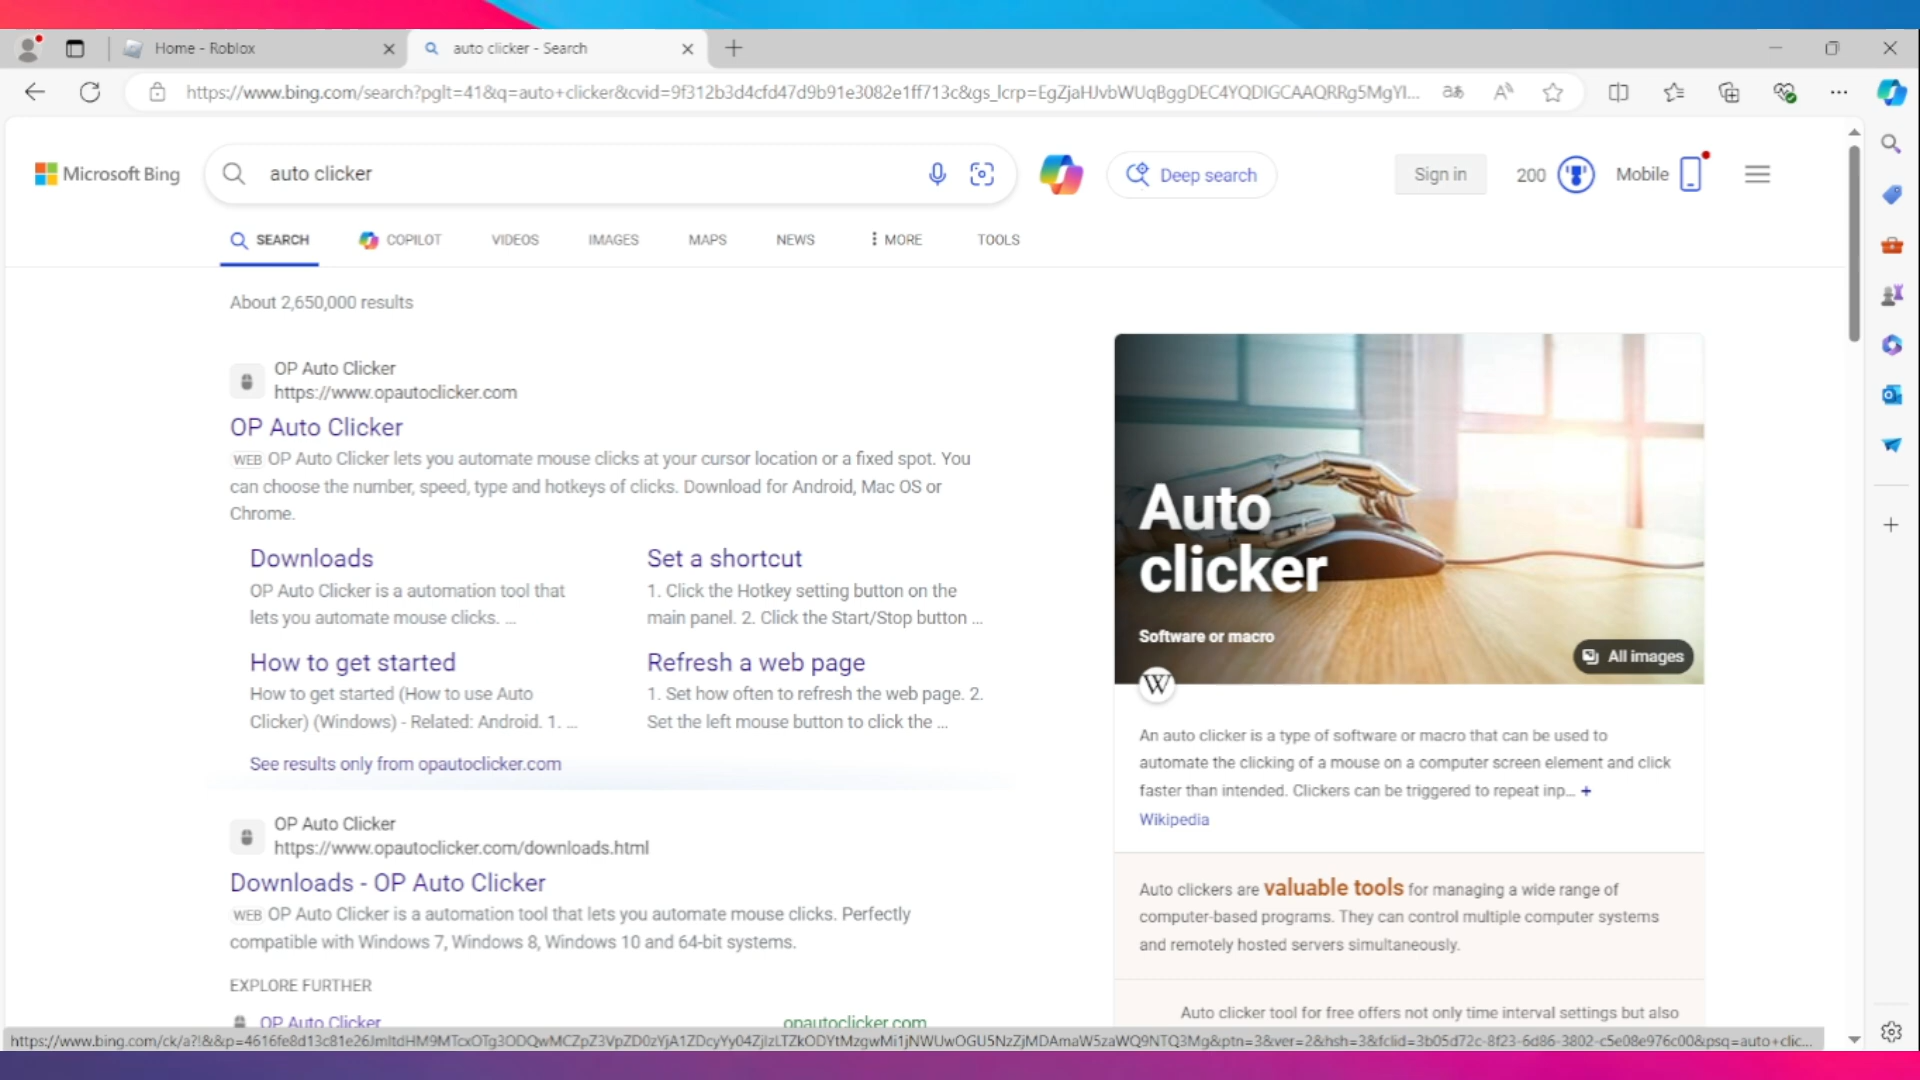 Home - Roblox
auto clicker - Search
https://www.bing.com/search?pglt=41&q=auto+clicker&cvid=9f312b3d4cfd47d9b91e3082e1ff713c&gs_lcrp=EgZjaHJvbWUqBggDEC4YQDIGCAAQRRg5MgYI...
Microsoft Bing
auto clicker
Deep search
Sign in
200
Mobile
SEARCH
COPILOT
VIDEOS
IMAGES
MAPS
NEWS
MORE
TOOLS
About 2,650,000 results
OP Auto Clicker
https://www.opautoclicker.com
OP Auto Clicker
WEB OP Auto Clicker lets you automate mouse clicks at your cursor location or a fixed spot. You
can choose the number, speed, type and hotkeys of clicks. Download for Android, Mac OS or
Chrome.
Downloads
OP Auto Clicker is a automation tool that
lets you automate mouse clicks. ...
Set a shortcut
1. Click the Hotkey setting button on the
main panel. 2. Click the Start/Stop button ...
How to get started
How to get started (How to use Auto
Clicker) (Windows) - Related: Android. 1. ...
Refresh a web page
1. Set how often to refresh the web page. 2.
Set the left mouse button to click the ...
See results only from opautoclicker.com
OP Auto Clicker
https://www.opautoclicker.com/downloads.html
Downloads - OP Auto Clicker
WEB OP Auto Clicker is a automation tool that lets you automate mouse clicks. Perfectly
compatible with Windows 7, Windows 8, Windows 10 and 64-bit systems.
EXPLORE FURTHER
OP Auto Clicker
opautoclicker.com
Auto
clicker
Software or macro
All images
W
An auto clicker is a type of software or macro that can be used to
automate the clicking of a mouse on a computer screen element and click
faster than intended. Clickers can be triggered to repeat inp... +
Wikipedia
Auto clickers are valuable tools for managing a wide range of
computer-based programs. They can control multiple computer systems
and remotely hosted servers simultaneously.
Auto clicker tool for free offers not only time interval settings but also